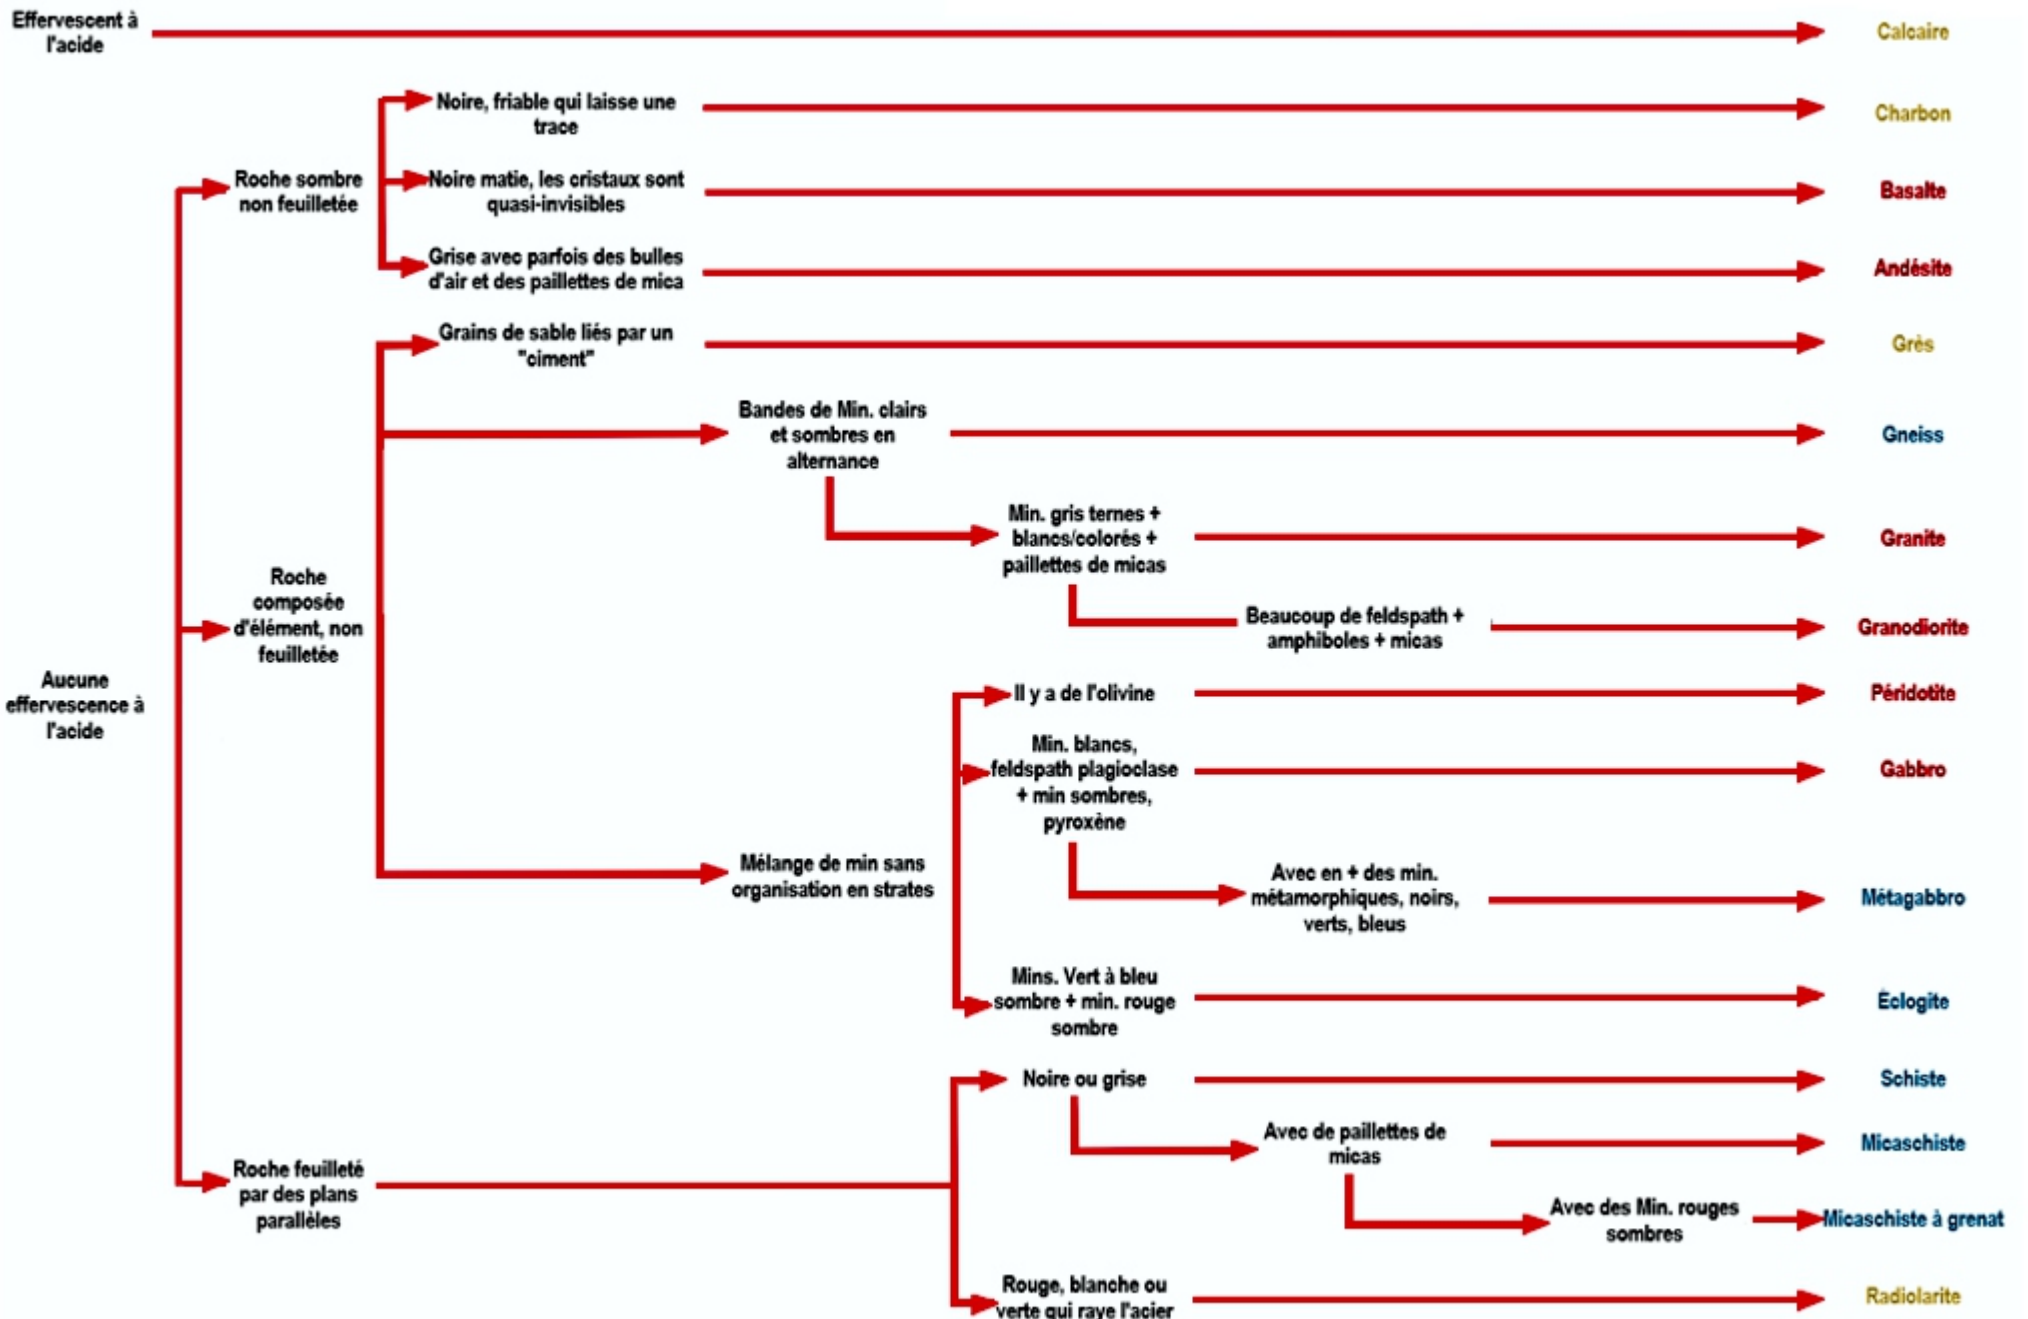 Effervescent à
l'acide
Calcaire
Noire, friable qui laisse une
trace
Charbon
Roche sombre
non feuilletée
Noire matie, les cristaux sont
quasi-invisibles
Basalte
Grise avec parfois des bulles
d'air et des paillettes de mica
Andésite
Grains de sable liés par un
"ciment"
Grès
Bandes de Min. clairs
et sombres en
alternance
Gneiss
Min. gris ternes +
blancs/colorés +
paillettes de micas
Granite
Roche
composée
d'élément, non
feuilletée
Beaucoup de feldspath +
amphiboles + micas
Granodiorite
Aucune
effervescence à
l'acide
Il y a de l'olivine
Péridotite
Min. blancs,
feldspath plagioclase
+ min sombres,
pyroxène
Gabbro
Mélange de min sans
organisation en strates
Avec en + des min.
métamorphiques, noirs,
verts, bleus
Métagabbro
Mins. Vert à bleu
sombre + min. rouge
sombre
Éclogite
Noire ou grise
Schiste
Avec de paillettes de
micas
Micaschiste
Roche feuilleté
par des plans
parallèles
Avec des Min. rouges
sombres
Micaschiste à grenat
Rouge, blanche ou
verte qui raye l'acier
Radiolarite